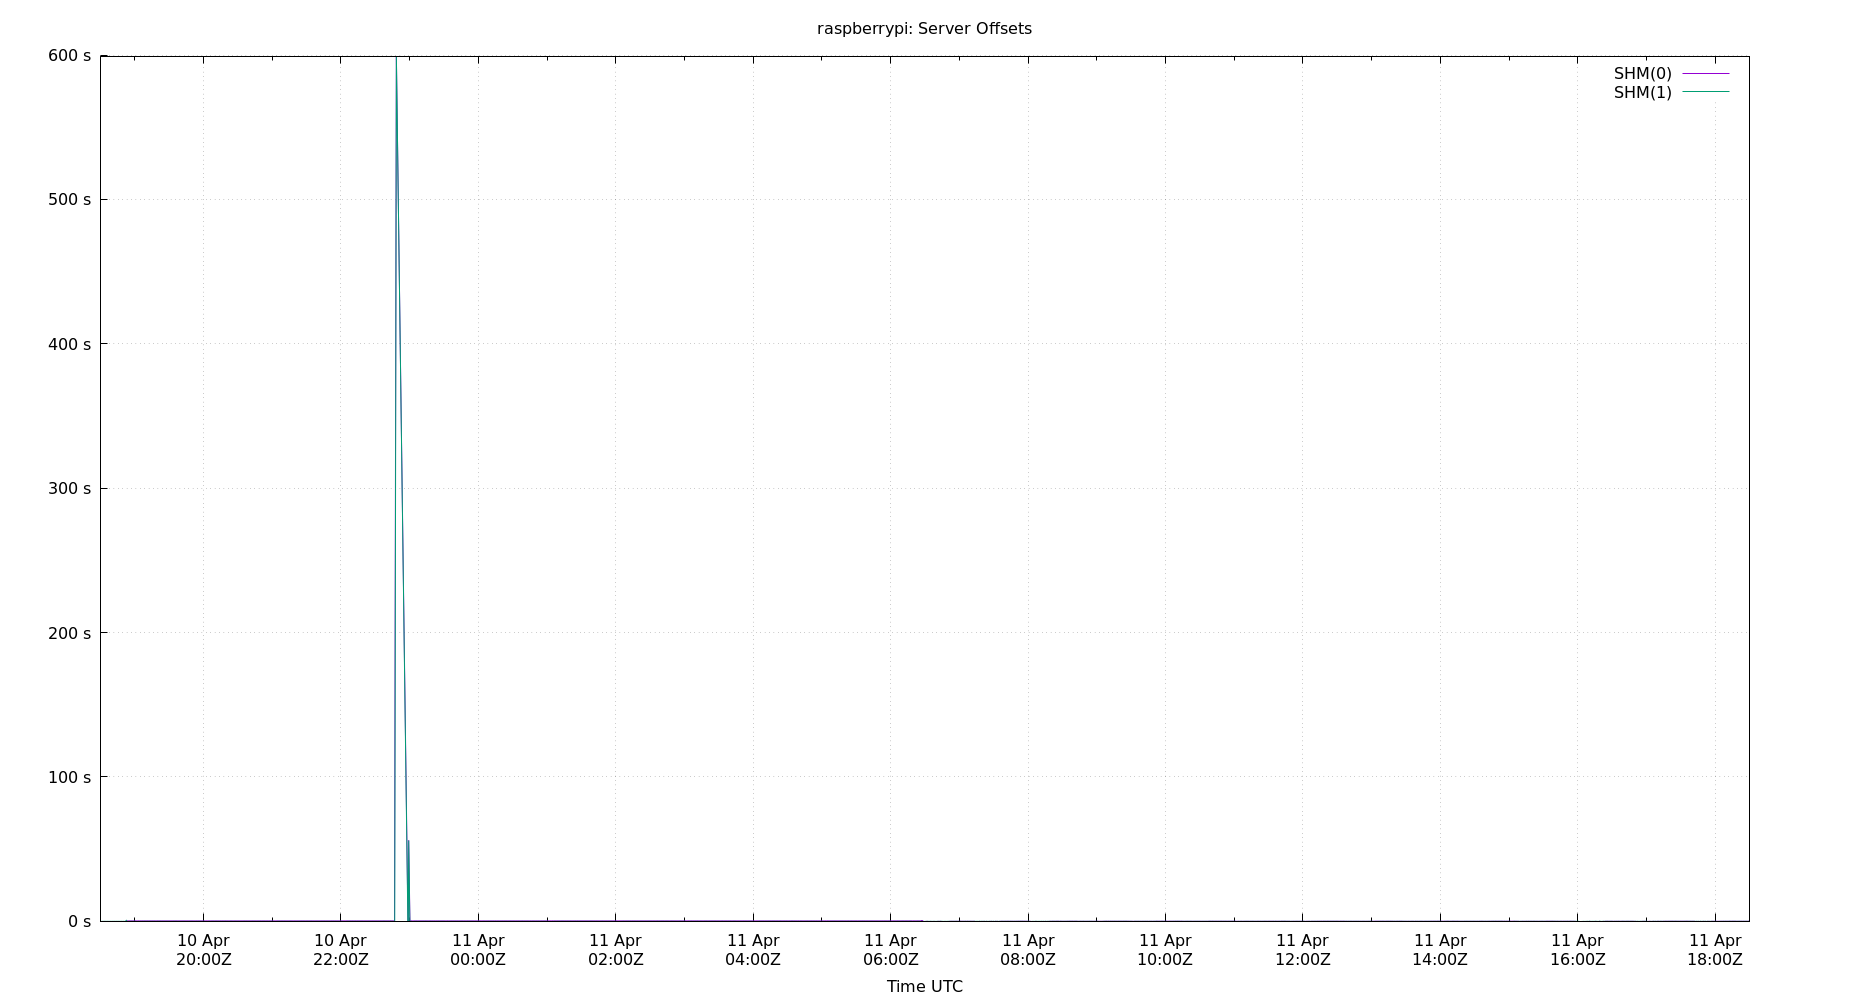 raspberrypi: Server Offsets
600 s
500 s
400 s
300 s
200 s
100 s
0 s
SHM(0)
SHM(1)
10 Apr 10 Apr 11 Apr 11 Apr 11 Apr 11 Apr 11 Apr 11 Apr 11 Apr 11 Apr 11 Apr 11 Apr
20:00Z 22:00Z 00:00Z 02:00Z 04:00Z 06:00Z 08:00Z 10:00Z 12:00Z 14:00Z 16:00Z 18:00Z
Time UTC